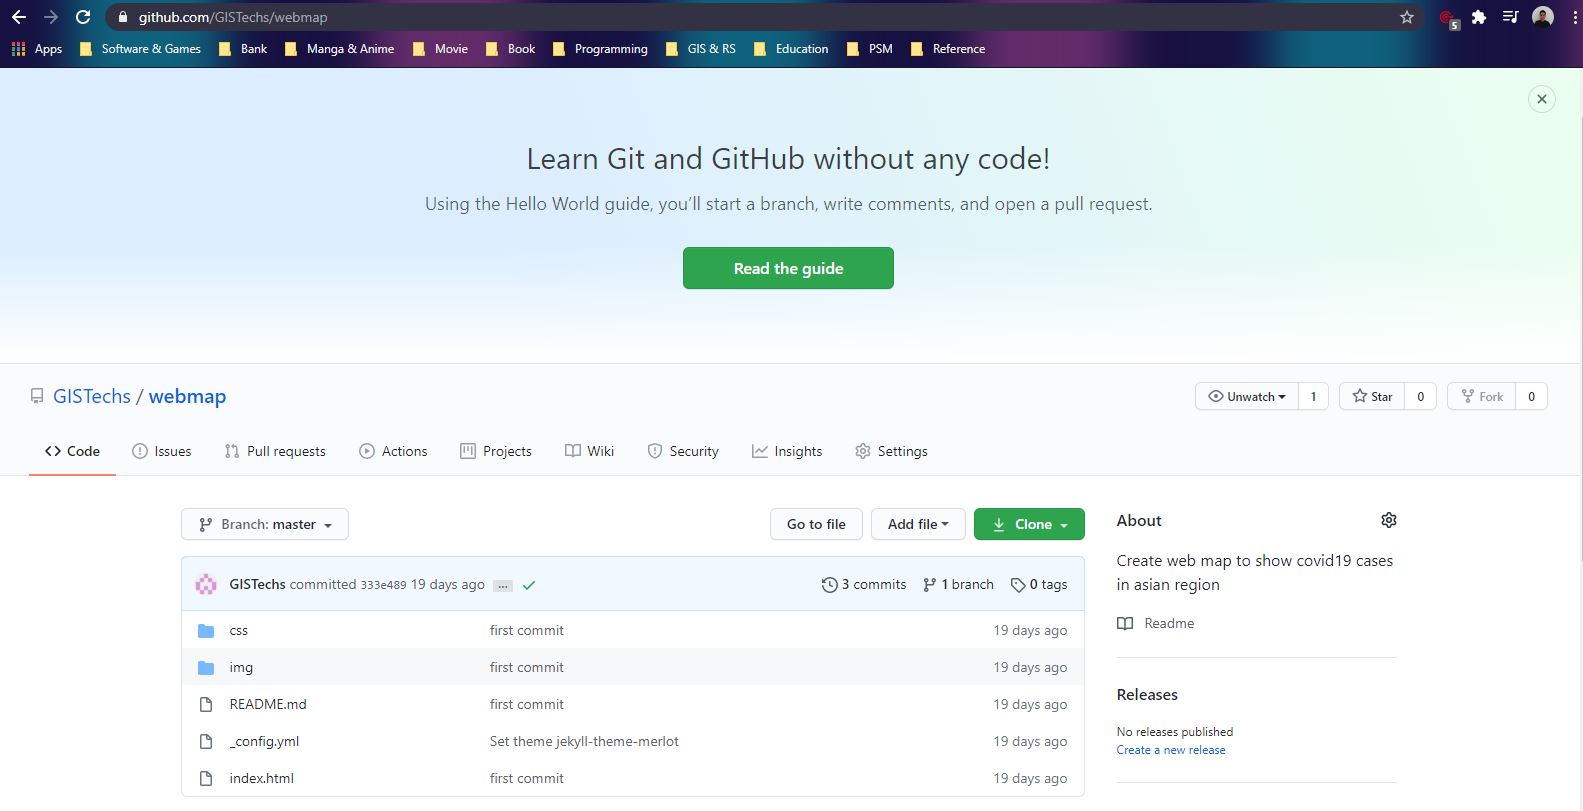 github.com/GISTechs/webmap
5
Apps Software & Games Bank Manga & Anime Movie Book Programming GIS & RS Education PSM Reference
Learn Git and GitHub without any code!
Using the Hello World guide, you’ll start a branch, write comments, and open a pull request.
Read the guide
GISTechs / webmap
Unwatch 1 Star 0 Fork 0
Code Issues Pull requests Actions Projects Wiki Security Insights Settings
Branch: master Go to file Add file Clone
GISTechs committed 333e489 19 days ago ... 3 commits 1 branch 0 tags
css first commit 19 days ago
img first commit 19 days ago
README.md first commit 19 days ago
_config.yml Set theme jekyll-theme-merlot 19 days ago
index.html first commit 19 days ago
About
Create web map to show covid19 cases
in asian region
Readme
Releases
No releases published
Create a new release